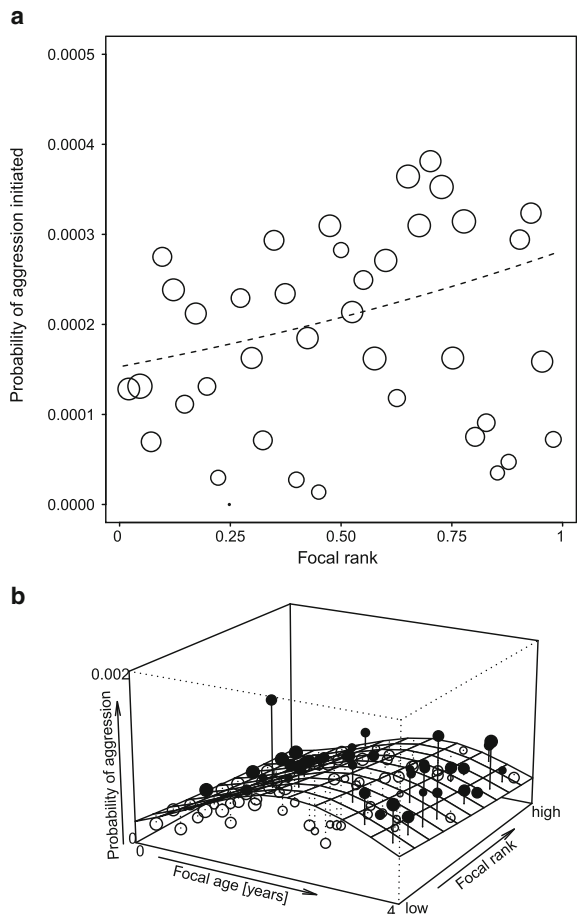 a
0.0005
0.0004
0.0003
0.0002
0.0001
0.0000
Probability of aggression initiated
0 0.25 0.50 0.75 1
Focal rank
b
0.002
Probability of aggression
0
0
Focal age [years]
4
low
Focal rank
high